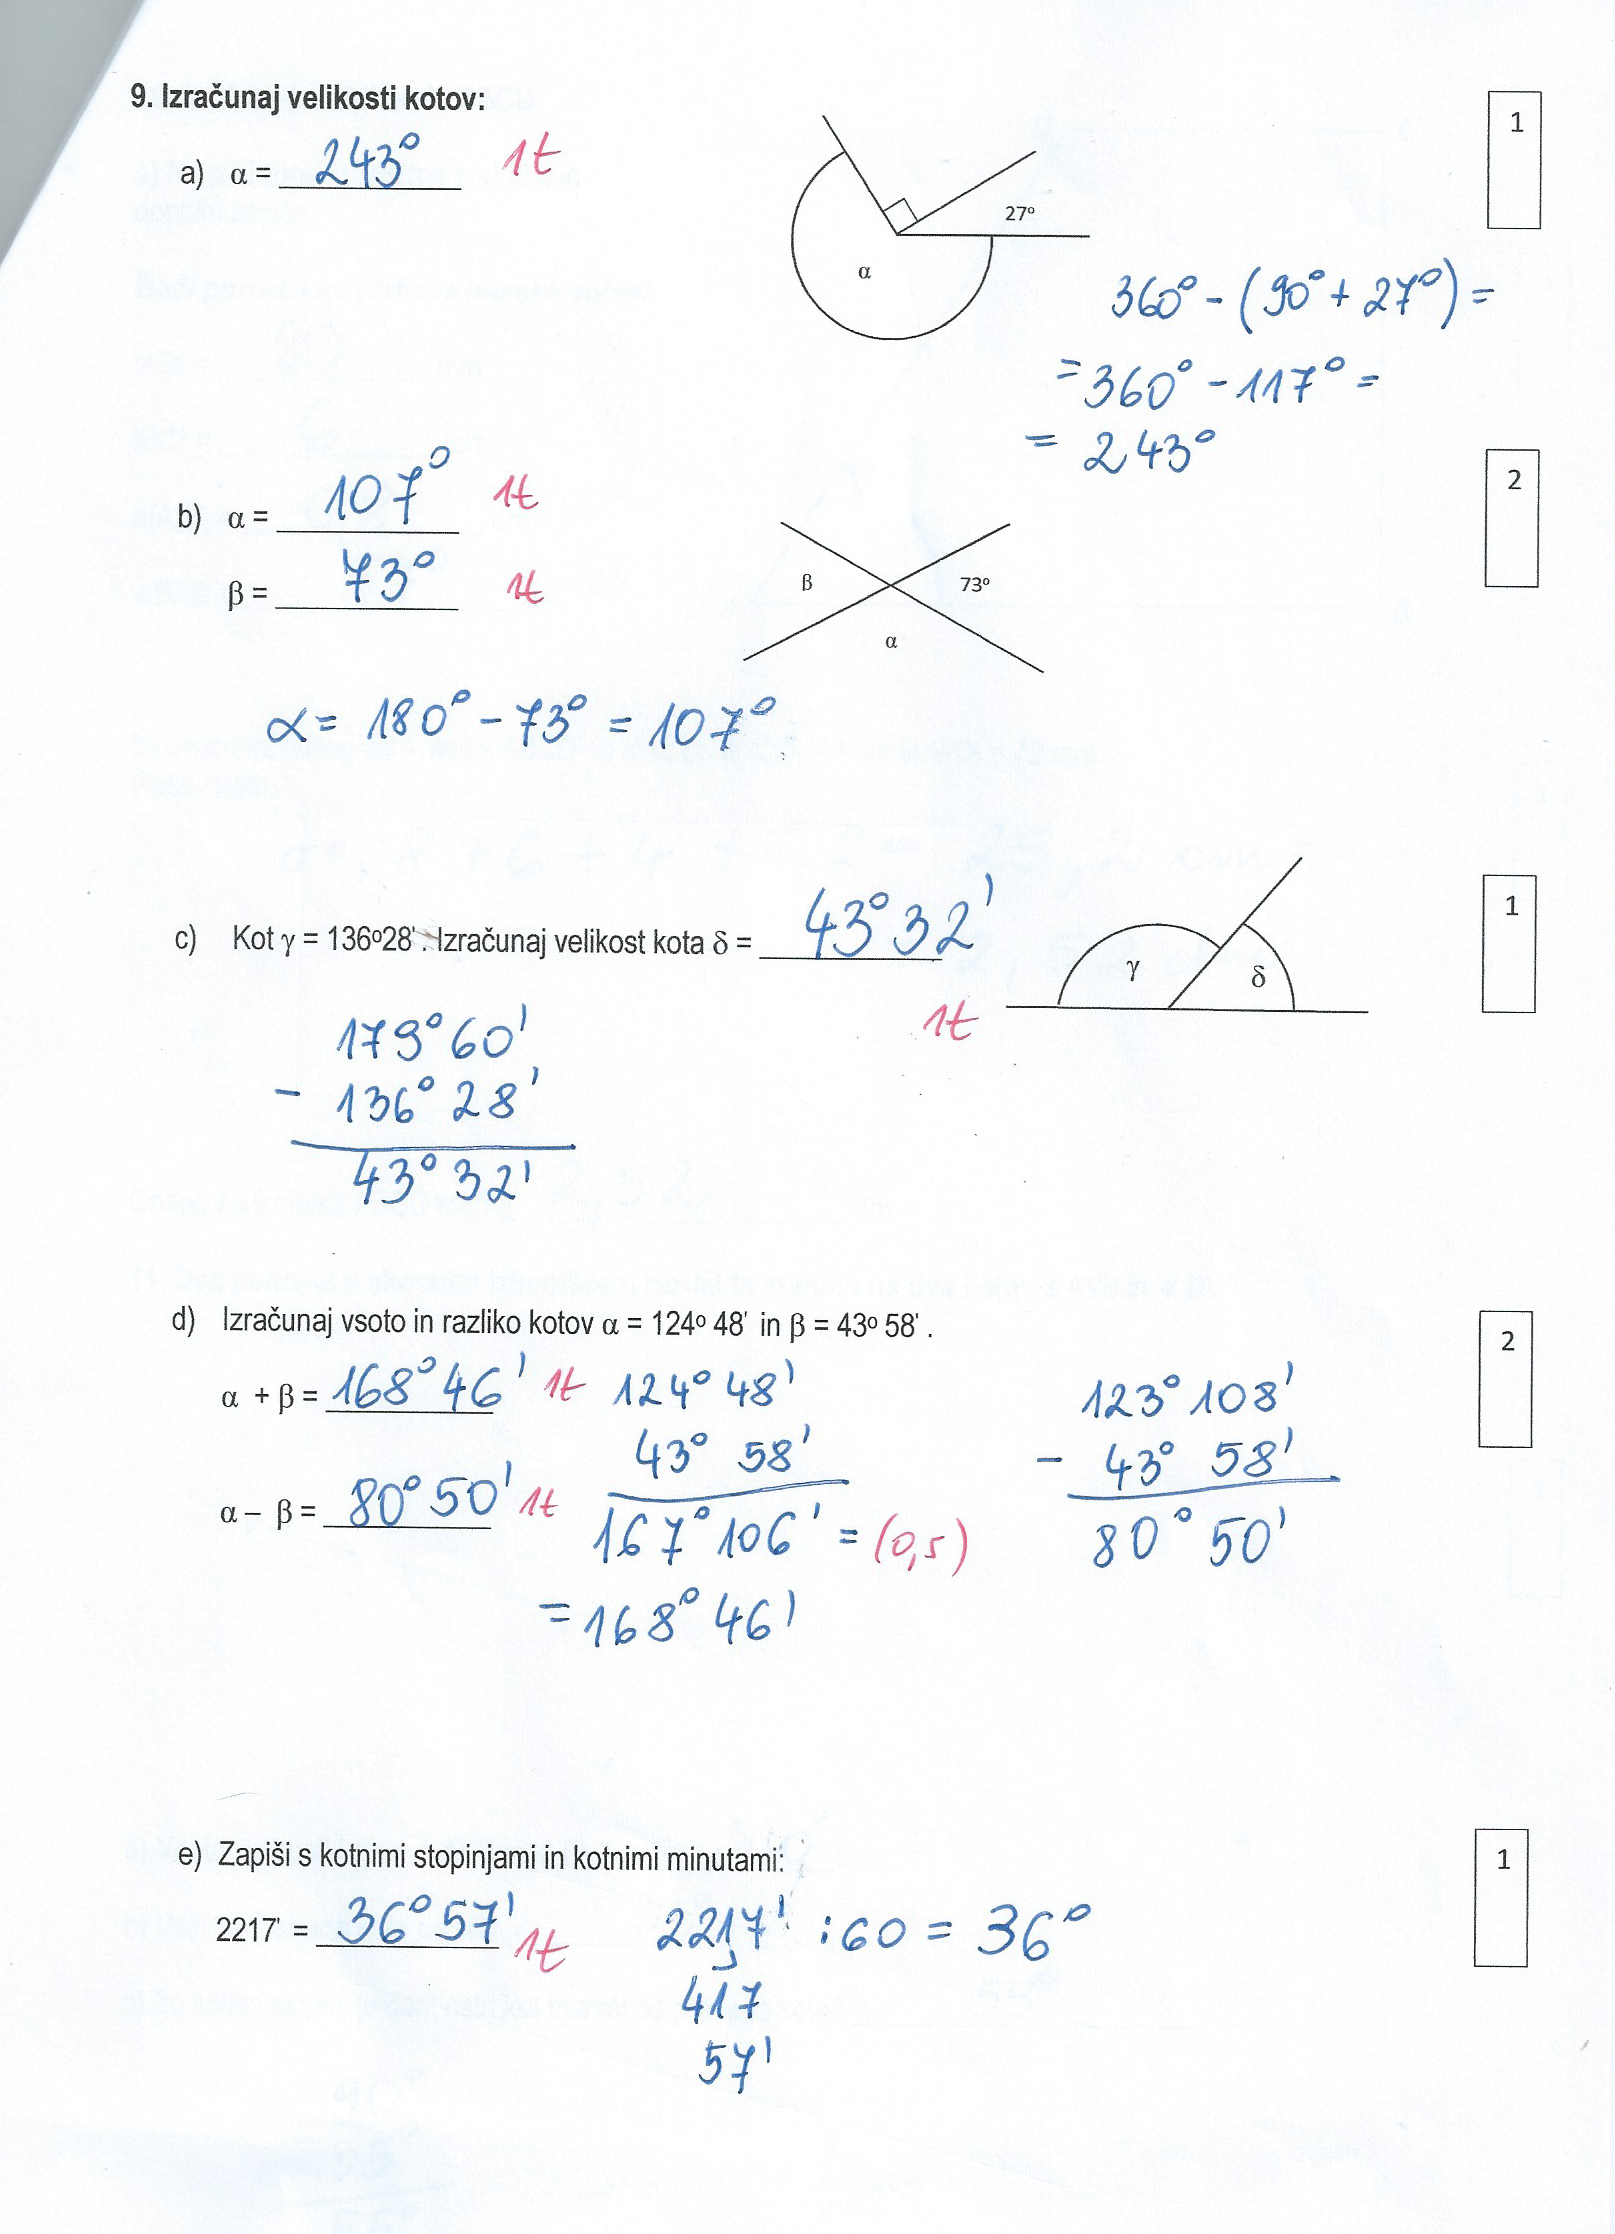 9. Izračunaj velikosti kotov:
1
a) α = 243° 1t
27°
α
360° - (90° + 27°) =
= 360° - 117° =
= 243°
2
b) α = 107° 1t
β = 73° 1t
β 73°
α
α = 180° - 73° = 107°
1
c) Kot γ = 136°28'. Izračunaj velikost kota δ = 43°32'
γ δ
1t
179°60'
- 136°28'
43°32'
d) Izračunaj vsoto in razliko kotov α = 124° 48' in β = 43° 58'.
2
α + β = 168°46' 1t
124°48'
43° 58'
167°106' = (0,5)
= 168°46'
α – β = 80°50' 1t
123°108'
- 43° 58'
80°50'
e) Zapiši s kotnimi stopinjami in kotnimi minutami:
1
2217' = 36°57' 1t
2217' : 60 = 36°
417
57'